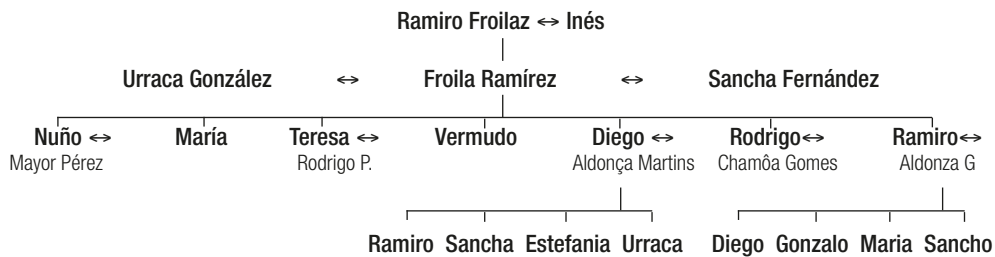 Ramiro Froilaz ⇔ Inés
Urraca González ⇔ Froila Ramírez ⇔ Sancha Fernández
Nuño ⇔ María Teresa ⇔ Vermudo Diego ⇔ Rodrigo⇔ Ramiro⇔
Mayor Pérez Rodrigo P. Aldonça Martins Chamôa Gomes Aldonza G
Ramiro Sancha Estefania Urraca Diego Gonzalo Maria Sancho